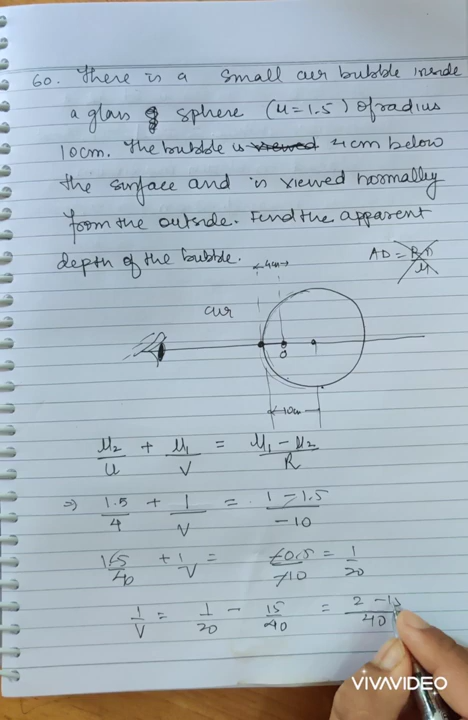 60. There is a small air bubble inside
a glass sphere (μ=1.5) of radius
10cm. The bubble is viewed 4cm below
the surface and is viewed normally
from the outside. Find the apparent
depth of the bubble.
←4cm→
AD = RD/μ
air
O
←10cm→
μ₂/u + μ₁/v = μ₁ - μ₂/R
⇒ 1.5/4 + 1/v = 1 - 1.5/-10
15/40 + 1/v = -0.5/-10 = 1/20
1/v = 1/20 - 15/40 = 2 - 15/40
VIVAVIDEO